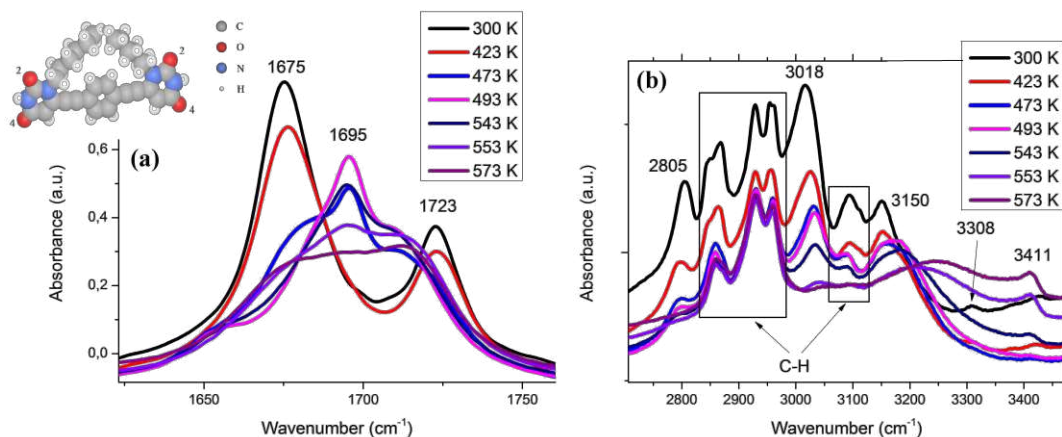 C
O
N
H
2
2
4
4
(a)
1675
1695
1723
300 K
423 K
473 K
493 K
543 K
553 K
573 K
0,6
0,4
0,2
0,0
Absorbance (a.u.)
1650
1700
1750
Wavenumber (cm⁻¹)
(b)
2805
3018
3150
3308
3411
C-H
300 K
423 K
473 K
493 K
543 K
553 K
573 K
Absorbance (a.u.)
2800 2900 3000 3100 3200 3300 3400
Wavenumber (cm⁻¹)